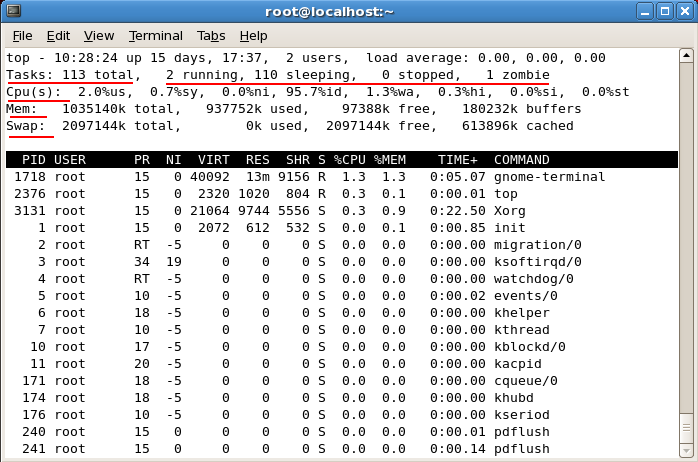 root@localhost:~
File Edit View Terminal Tabs Help
top - 10:28:24 up 15 days, 17:37,  2 users,  load average: 0.00, 0.00, 0.00
Tasks: 113 total,   2 running, 110 sleeping,   0 stopped,   1 zombie
Cpu(s):  2.0%us,  0.7%sy,  0.0%ni, 95.7%id,  1.3%wa,  0.3%hi,  0.0%si,  0.0%st
Mem:   1035140k total,   937752k used,    97388k free,   180232k buffers
Swap:  2097144k total,        0k used,  2097144k free,   613896k cached
  PID USER      PR  NI  VIRT  RES  SHR S %CPU %MEM    TIME+  COMMAND
 1718 root      15   0 40092  13m 9156 R  1.3  1.3   0:05.07 gnome-terminal
 2376 root      15   0  2320 1020  804 R  0.3  0.1   0:00.01 top
 3131 root      15   0 21064 9744 5556 S  0.3  0.9   0:22.50 Xorg
    1 root      15   0  2072  612  532 S  0.0  0.1   0:00.85 init
    2 root      RT  -5     0    0    0 S  0.0  0.0   0:00.00 migration/0
    3 root      34  19     0    0    0 S  0.0  0.0   0:00.00 ksoftirqd/0
    4 root      RT  -5     0    0    0 S  0.0  0.0   0:00.00 watchdog/0
    5 root      10  -5     0    0    0 S  0.0  0.0   0:00.02 events/0
    6 root      18  -5     0    0    0 S  0.0  0.0   0:00.00 khelper
    7 root      10  -5     0    0    0 S  0.0  0.0   0:00.00 kthread
   10 root      17  -5     0    0    0 S  0.0  0.0   0:00.00 kblockd/0
   11 root      20  -5     0    0    0 S  0.0  0.0   0:00.00 kacpid
  171 root      18  -5     0    0    0 S  0.0  0.0   0:00.00 cqueue/0
  174 root      18  -5     0    0    0 S  0.0  0.0   0:00.00 khubd
  176 root      10  -5     0    0    0 S  0.0  0.0   0:00.00 kseriod
  240 root      15   0     0    0    0 S  0.0  0.0   0:00.01 pdflush
  241 root      15   0     0    0    0 S  0.0  0.0   0:00.14 pdflush